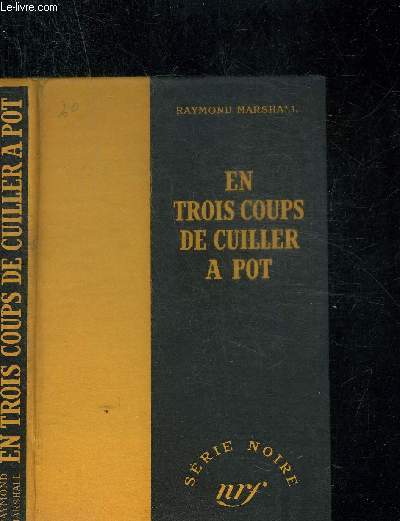 Le-livre.com
EN TROIS COUPS DE CUILLER A POT
RAYMOND
MARSHALL
20
RAYMOND MARSHALL
EN
TROIS COUPS
DE CUILLER
A POT
SÉRIE NOIRE
nrf